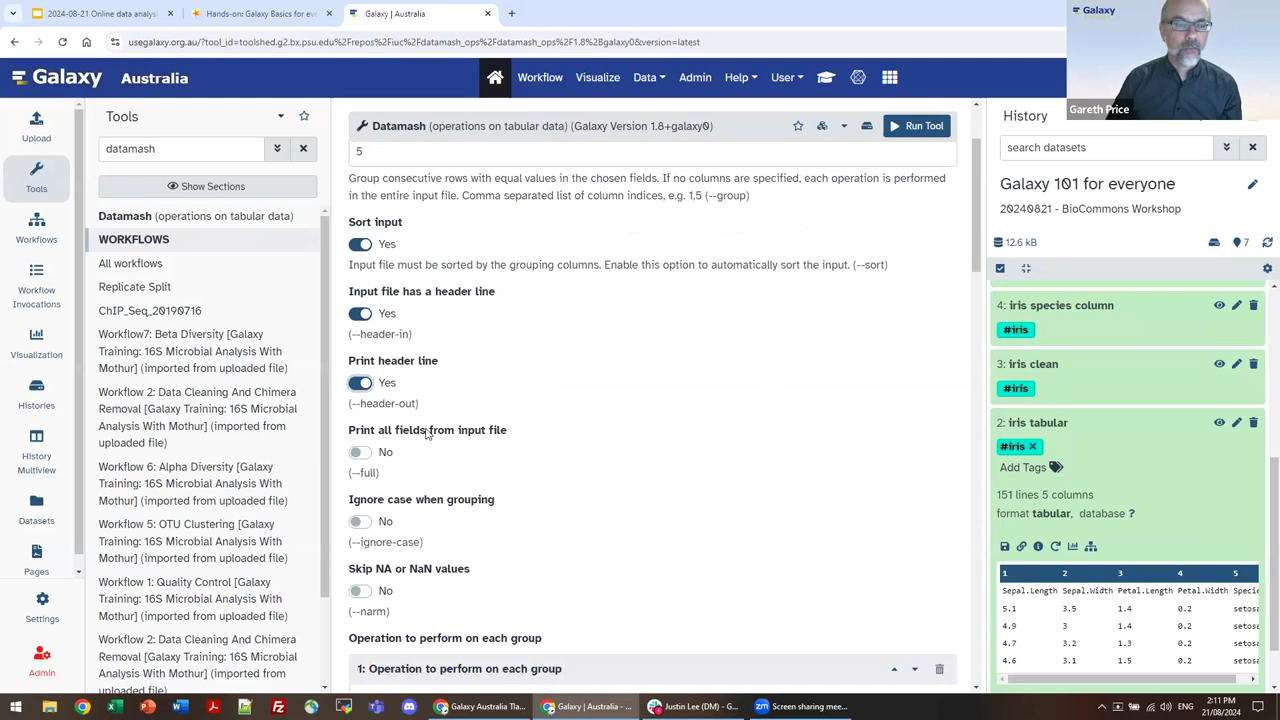 2024-08-21 Online data analysi
Hands-on: Galaxy Basics for ev
Galaxy | Australia
usegalaxy.org.au/?tool_id=toolshed.g2.bx.psu.edu%2Frepos%2Fiuc%2Fdatamash_ops%2Fdatamash_ops%2F1.8%2Bgalaxy0&version=latest
Galaxy Australia
Workflow
Visualize
Data
Admin
Help
User
Galaxy
Gareth Price
Upload
Tools
Workflows
Workflow
Invocations
Visualization
Histories
History
Multiview
Datasets
Pages
Settings
Admin
Tools
datamash
Show Sections
Datamash (operations on tabular data)
WORKFLOWS
All workflows
Replicate Split
ChIP_Seq_20190716
Workflow7: Beta Diversity [Galaxy
Training: 16S Microbial Analysis With
Mothur] (imported from uploaded file)
Workflow 2: Data Cleaning And Chimera
Removal [Galaxy Training: 16S Microbial
Analysis With Mothur] (imported from
uploaded file)
Workflow 6: Alpha Diversity [Galaxy
Training: 16S Microbial Analysis With
Mothur] (imported from uploaded file)
Workflow 5: OTU Clustering [Galaxy
Training: 16S Microbial Analysis With
Mothur] (imported from uploaded file)
Workflow 1: Quality Control [Galaxy
Training: 16S Microbial Analysis With
Mothur] (imported from uploaded file)
Workflow 2: Data Cleaning And Chimera
Removal [Galaxy Training: 16S Microbial
Analysis With Mothur] (imported from
uploaded file)
Datamash (operations on tabular data) (Galaxy Version 1.8+galaxy0)
Run Tool
5
Group consecutive rows with equal values in the chosen fields. If no columns are specified, each operation is performed
in the entire input file. Comma separated list of column indices, e.g. 1,5 (--group)
Sort input
Yes
Input file must be sorted by the grouping columns. Enable this option to automatically sort the input. (--sort)
Input file has a header line
Yes
(--header-in)
Print header line
Yes
(--header-out)
Print all fields from input file
No
(--full)
Ignore case when grouping
No
(--ignore-case)
Skip NA or NaN values
No
(--narm)
Operation to perform on each group
1: Operation to perform on each group
History
search datasets
Galaxy 101 for everyone
20240821 - BioCommons Workshop
12.6 kB
7
4: iris species column
#iris
3: iris clean
#iris
2: iris tabular
#iris
Add Tags
151 lines 5 columns
format tabular, database ?
1 2 3 4 5
Sepal.Length Sepal.Width Petal.Length Petal.Width Specie
5.1 3.5 1.4 0.2 setosa
4.9 3 1.4 0.2 setosa
4.7 3.2 1.3 0.2 setosa
4.6 3.1 1.5 0.2 setosa
Galaxy Australia Tla...
Galaxy | Australia - ...
Justin Lee (DM) - G...
Screen sharing mee...
ENG
2:11 PM
21/08/2024